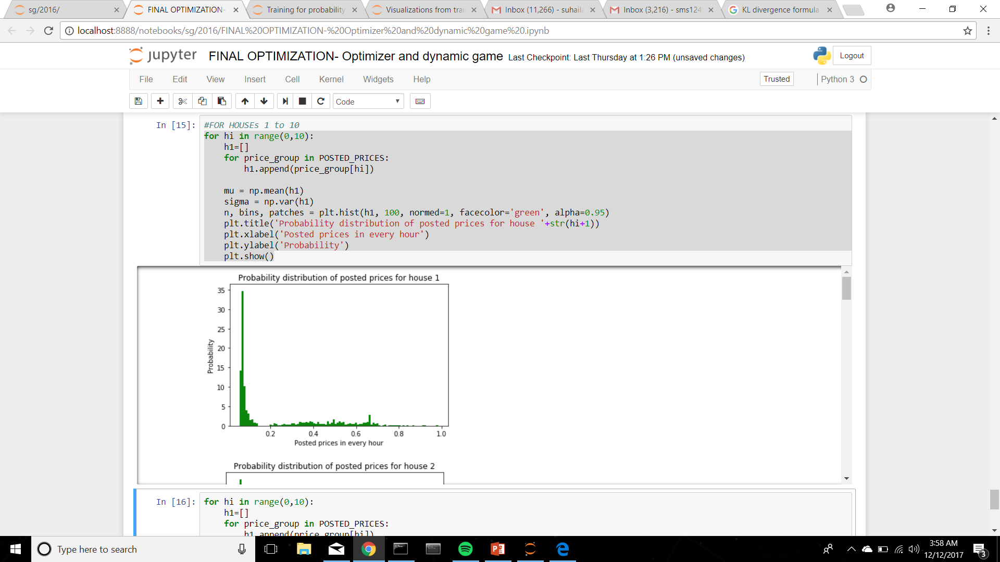 sg/2016/
FINAL OPTIMIZATION-
Training for probability
Visualizations from trai
Inbox (11,266) - suhaila
Inbox (3,216) - sms124
KL divergence formula
localhost:8888/notebooks/sg/2016/FINAL%20OPTIMIZATION-%20Optimizer%20and%20dynamic%20game%20.ipynb
jupyter FINAL OPTIMIZATION- Optimizer and dynamic game Last Checkpoint: Last Thursday at 1:26 PM (unsaved changes)
Logout
File Edit View Insert Cell Kernel Widgets Help
Trusted
Python 3
Code
In [15]:
#FOR HOUSEs 1 to 10
for hi in range(0,10):
    h1=[]
    for price_group in POSTED_PRICES:
        h1.append(price_group[hi])
    mu = np.mean(h1)
    sigma = np.var(h1)
    n, bins, patches = plt.hist(h1, 100, normed=1, facecolor='green', alpha=0.95)
    plt.title('Probability distribution of posted prices for house '+str(hi+1))
    plt.xlabel('Posted prices in every hour')
    plt.ylabel('Probability')
    plt.show()
Probability distribution of posted prices for house 1
35
30
25
20
15
10
5
0
Probability
0.2 0.4 0.6 0.8 1.0
Posted prices in every hour
Probability distribution of posted prices for house 2
In [16]:
for hi in range(0,10):
    h1=[]
    for price_group in POSTED_PRICES:
        h1.append(price_group[hi])
Type here to search
3:58 AM
12/12/2017
3